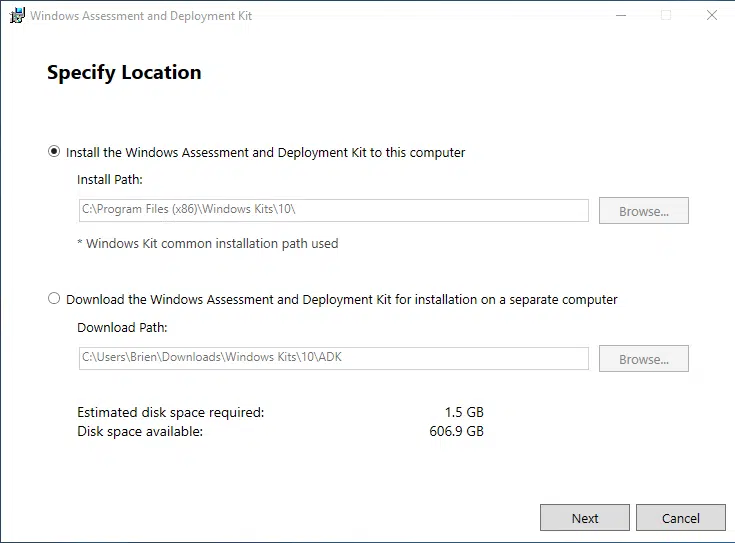 Windows Assessment and Deployment Kit
Specify Location
Install the Windows Assessment and Deployment Kit to this computer
Install Path:
C:\Program Files (x86)\Windows Kits\10\
Browse...
* Windows Kit common installation path used
Download the Windows Assessment and Deployment Kit for installation on a separate computer
Download Path:
C:\Users\Brien\Downloads\Windows Kits\10\ADK
Browse...
Estimated disk space required: 1.5 GB
Disk space available: 606.9 GB
Next Cancel